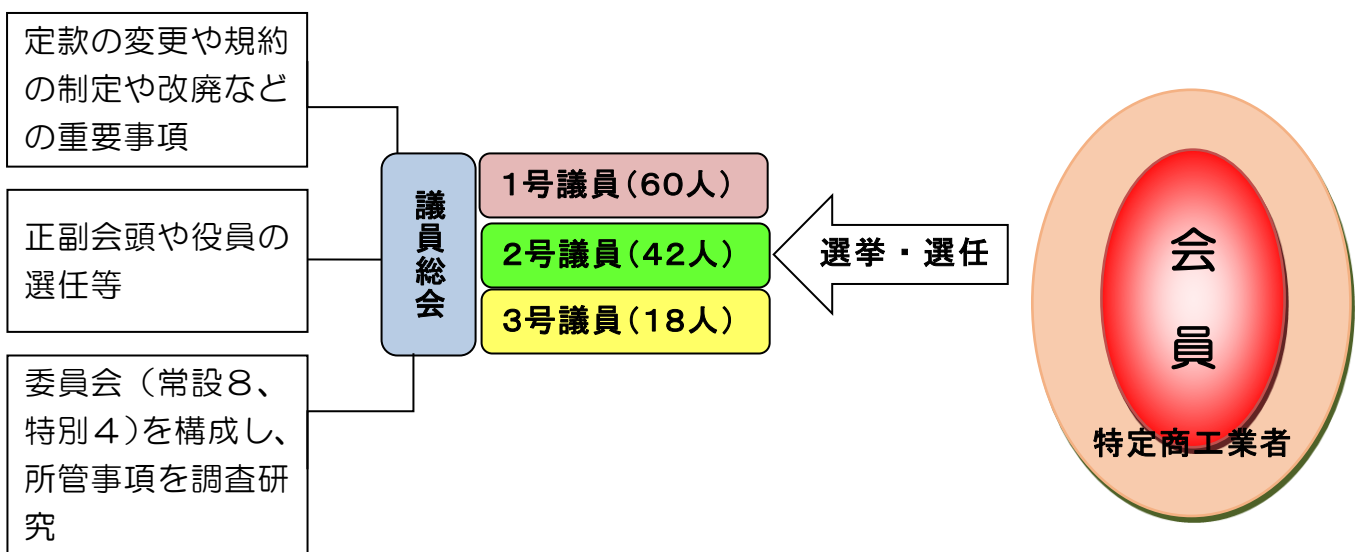 定款の変更や規約
の制定や改廃など
の重要事項
正副会頭や役員の
選任等
委員会（常設８、
特別４）を構成し、
所管事項を調査研
究
議員総会
１号議員（６０人）
２号議員（４２人）
３号議員（１８人）
選挙・選任
会
員
特定商工業者